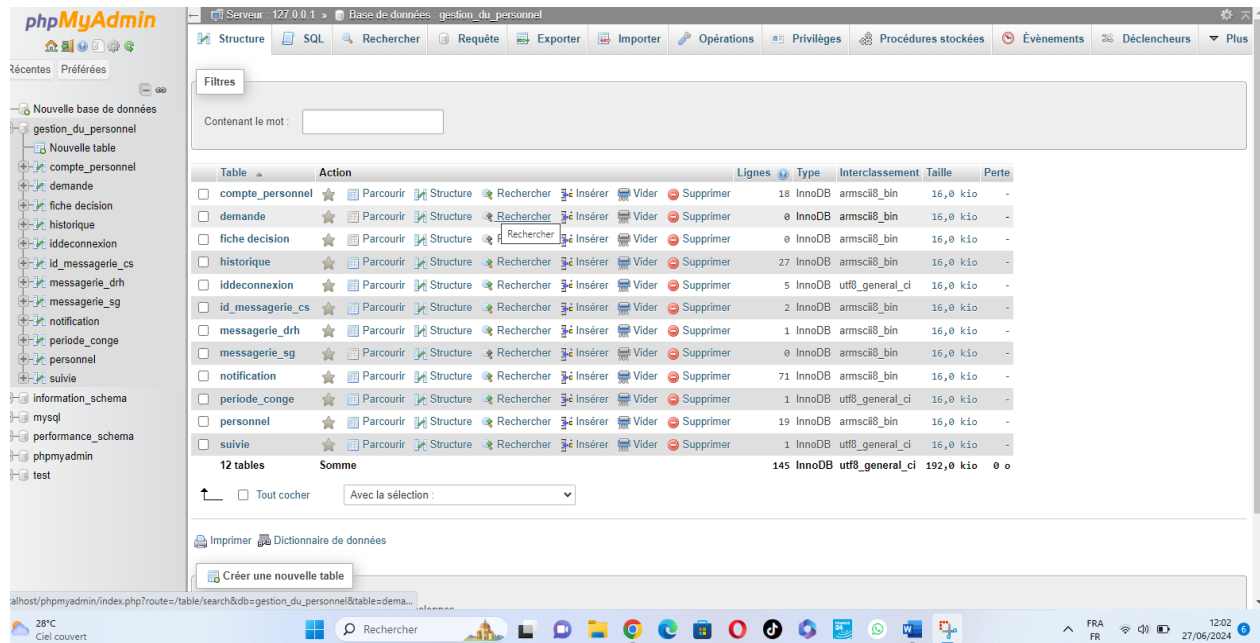 phpMyAdmin
Récentes Préférées
Nouvelle base de données
gestion_du_personnel
Nouvelle table
compte_personnel
demande
fiche decision
historique
iddeconnexion
id_messagerie_cs
messagerie_drh
messagerie_sg
notification
periode_conge
personnel
suivie
information_schema
mysql
performance_schema
phpmyadmin
test
Serveur : 127.0.0.1 » Base de données : gestion_du_personnel
Structure SQL Rechercher Requête Exporter Importer Opérations Privilèges Procédures stockées Évènements Déclencheurs Plus
Filtres
Contenant le mot :
Table Action Lignes Type Interclassement Taille Perte
compte_personnel Parcourir Structure Rechercher Insérer Vider Supprimer 18 InnoDB armscii8_bin 16,0 kio -
demande Parcourir Structure Rechercher Insérer Vider Supprimer 0 InnoDB armscii8_bin 16,0 kio -
fiche decision Parcourir Structure Insérer Vider Supprimer 0 InnoDB armscii8_bin 16,0 kio -
Rechercher
historique Parcourir Structure Rechercher Insérer Vider Supprimer 27 InnoDB armscii8_bin 16,0 kio -
iddeconnexion Parcourir Structure Rechercher Insérer Vider Supprimer 5 InnoDB utf8_general_ci 16,0 kio -
id_messagerie_cs Parcourir Structure Rechercher Insérer Vider Supprimer 2 InnoDB armscii8_bin 16,0 kio -
messagerie_drh Parcourir Structure Rechercher Insérer Vider Supprimer 1 InnoDB armscii8_bin 16,0 kio -
messagerie_sg Parcourir Structure Rechercher Insérer Vider Supprimer 0 InnoDB armscii8_bin 16,0 kio -
notification Parcourir Structure Rechercher Insérer Vider Supprimer 71 InnoDB armscii8_bin 16,0 kio -
periode_conge Parcourir Structure Rechercher Insérer Vider Supprimer 1 InnoDB utf8_general_ci 16,0 kio -
personnel Parcourir Structure Rechercher Insérer Vider Supprimer 19 InnoDB armscii8_bin 16,0 kio -
suivie Parcourir Structure Rechercher Insérer Vider Supprimer 1 InnoDB utf8_general_ci 16,0 kio -
12 tables Somme 145 InnoDB utf8_general_ci 192,0 kio 0 o
Tout cocher Avec la sélection :
Imprimer Dictionnaire de données
Créer une nouvelle table
alhost/phpmyadmin/index.php?route=/table/search&db=gestion_du_personnel&table=dema...
28°C
Ciel couvert
Rechercher
FRA
FR
12:02
27/06/2024
6